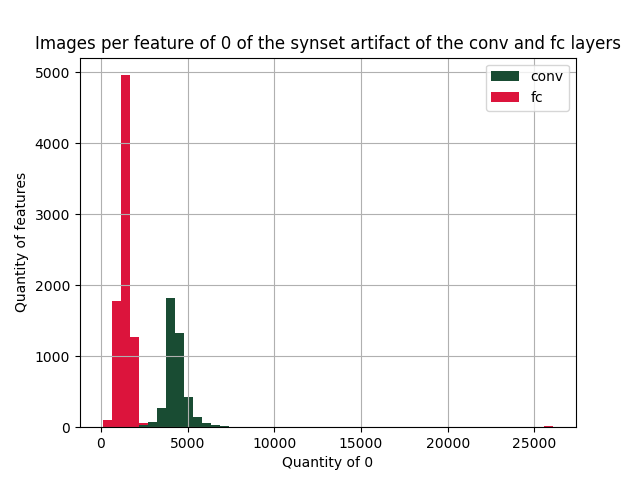 Images per feature of 0 of the synset artifact of the conv and fc layers
conv
fc
Quantity of features
5000
4000
3000
2000
1000
0
0 5000 10000 15000 20000 25000
Quantity of 0